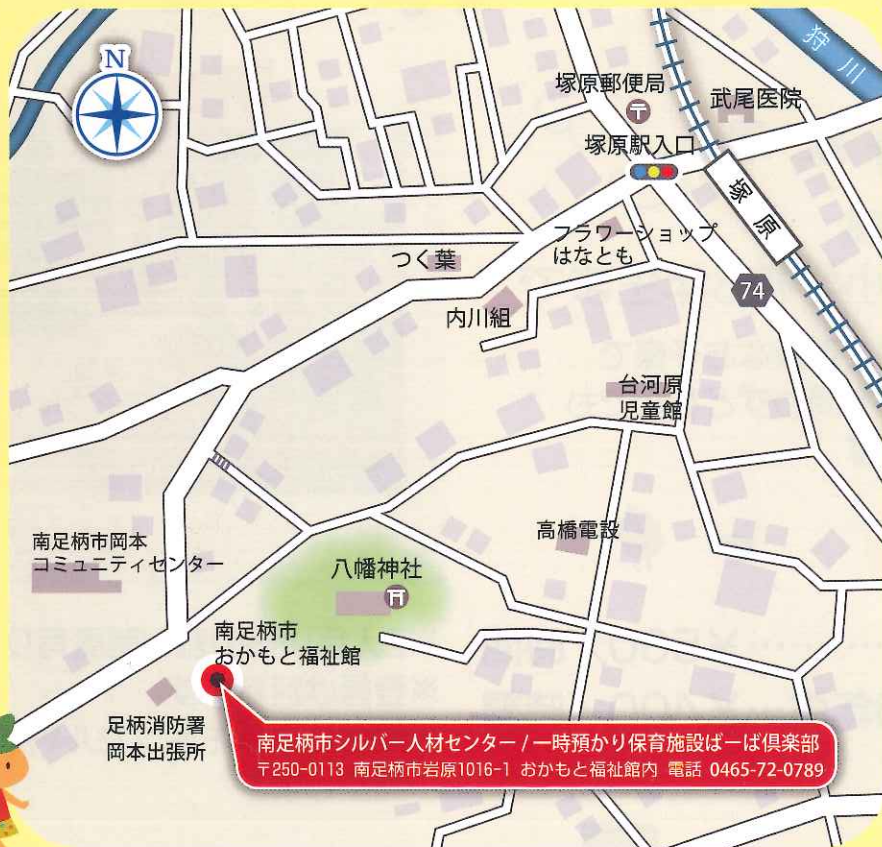 N
狩川
塚原郵便局
〒
武尾医院
塚原駅入口
塚原
フラワーショップ
はなとも
つく葉
74
内川組
台河原
児童館
高橋電設
南足柄市岡本
コミュニティセンター
八幡神社
南足柄市
おかもと福祉館
足柄消防署
岡本出張所
南足柄市シルバー人材センター / 一時預かり保育施設ばーば倶楽部
〒250-0113 南足柄市岩原1016-1 おかもと福祉館内 電話 0465-72-0789